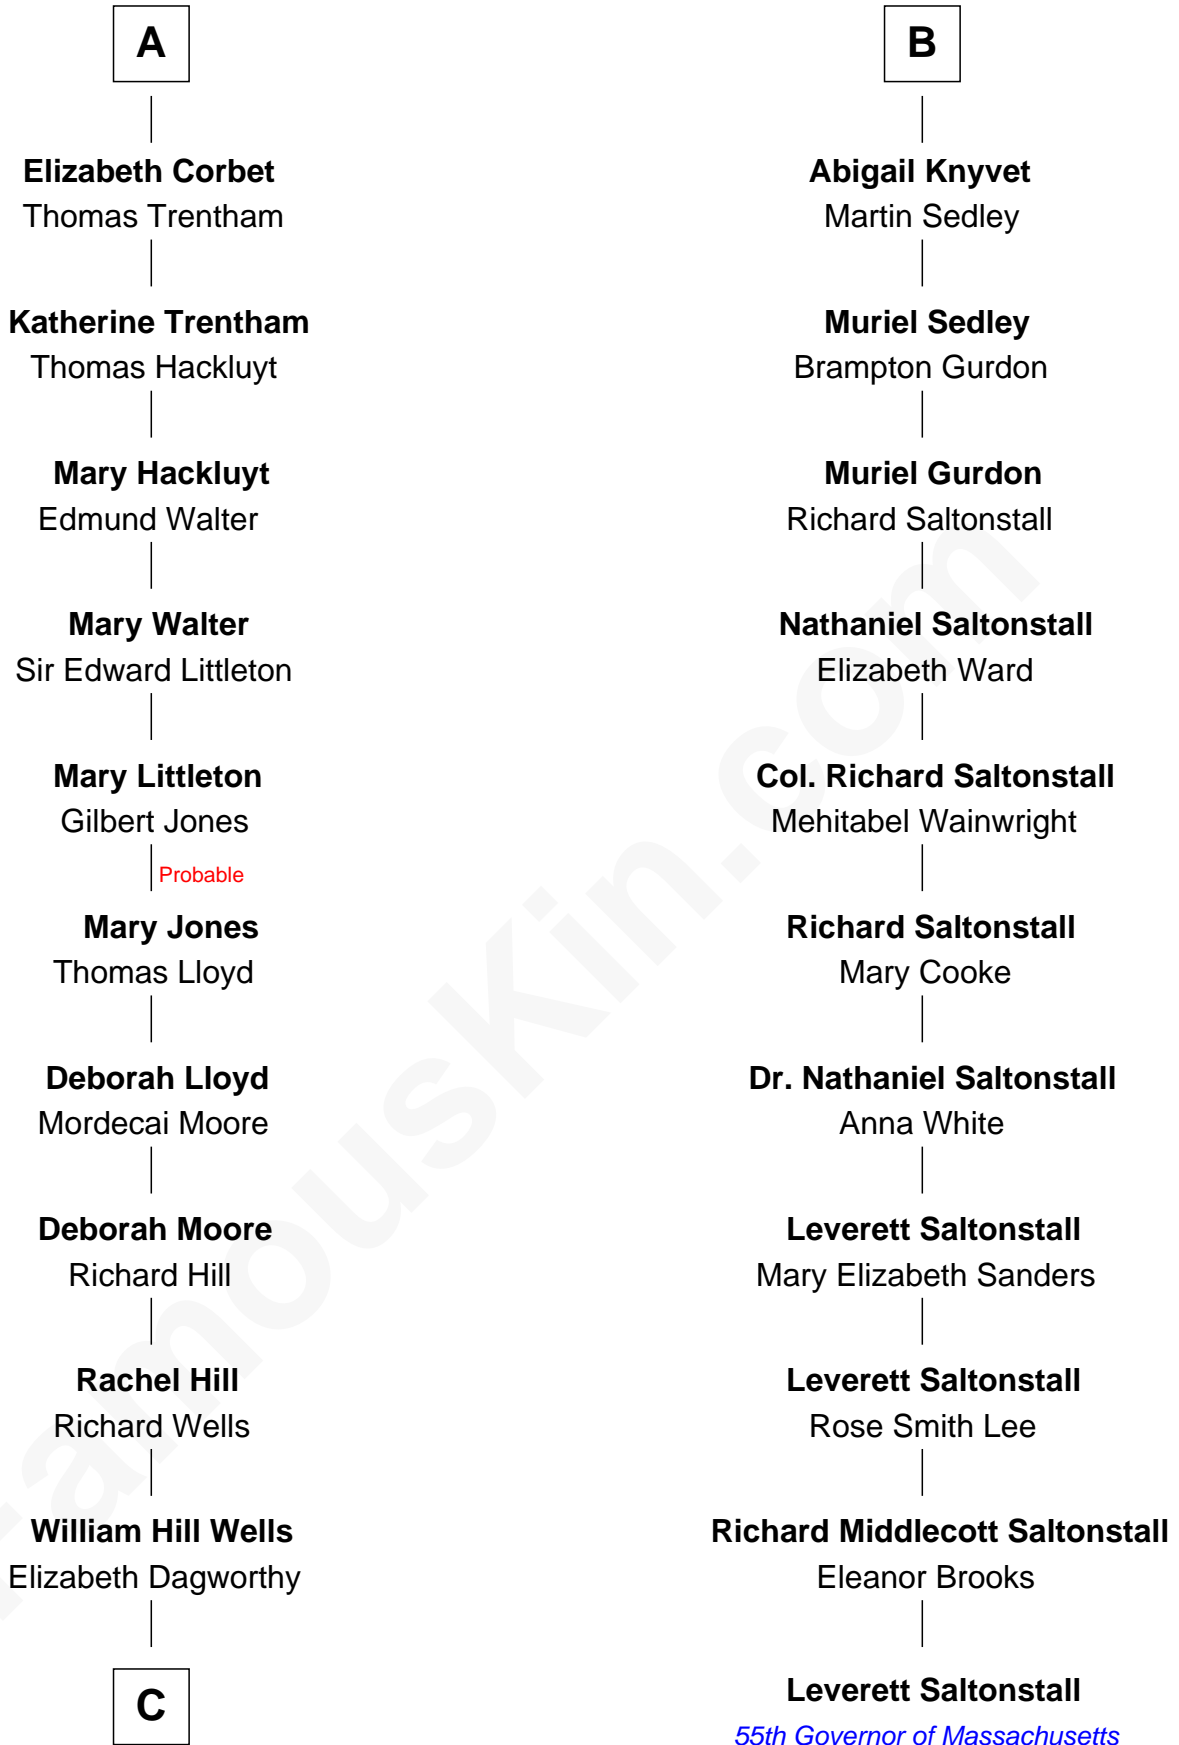 A
Elizabeth Corbet
Thomas Trentham
Katherine Trentham
Thomas Hackluyt
Mary Hackluyt
Edmund Walter
Mary Walter
Sir Edward Littleton
Mary Littleton
Gilbert Jones
Probable
Mary Jones
Thomas Lloyd
Deborah Lloyd
Mordecai Moore
Deborah Moore
Richard Hill
Rachel Hill
Richard Wells
William Hill Wells
Elizabeth Dagworthy
C
B
Abigail Knyvet
Martin Sedley
Muriel Sedley
Brampton Gurdon
Muriel Gurdon
Richard Saltonstall
Nathaniel Saltonstall
Elizabeth Ward
Col. Richard Saltonstall
Mehitabel Wainwright
Richard Saltonstall
Mary Cooke
Dr. Nathaniel Saltonstall
Anna White
Leverett Saltonstall
Mary Elizabeth Sanders
Leverett Saltonstall
Rose Smith Lee
Richard Middlecott Saltonstall
Eleanor Brooks
Leverett Saltonstall
55th Governor of Massachusetts
FamousKin.com